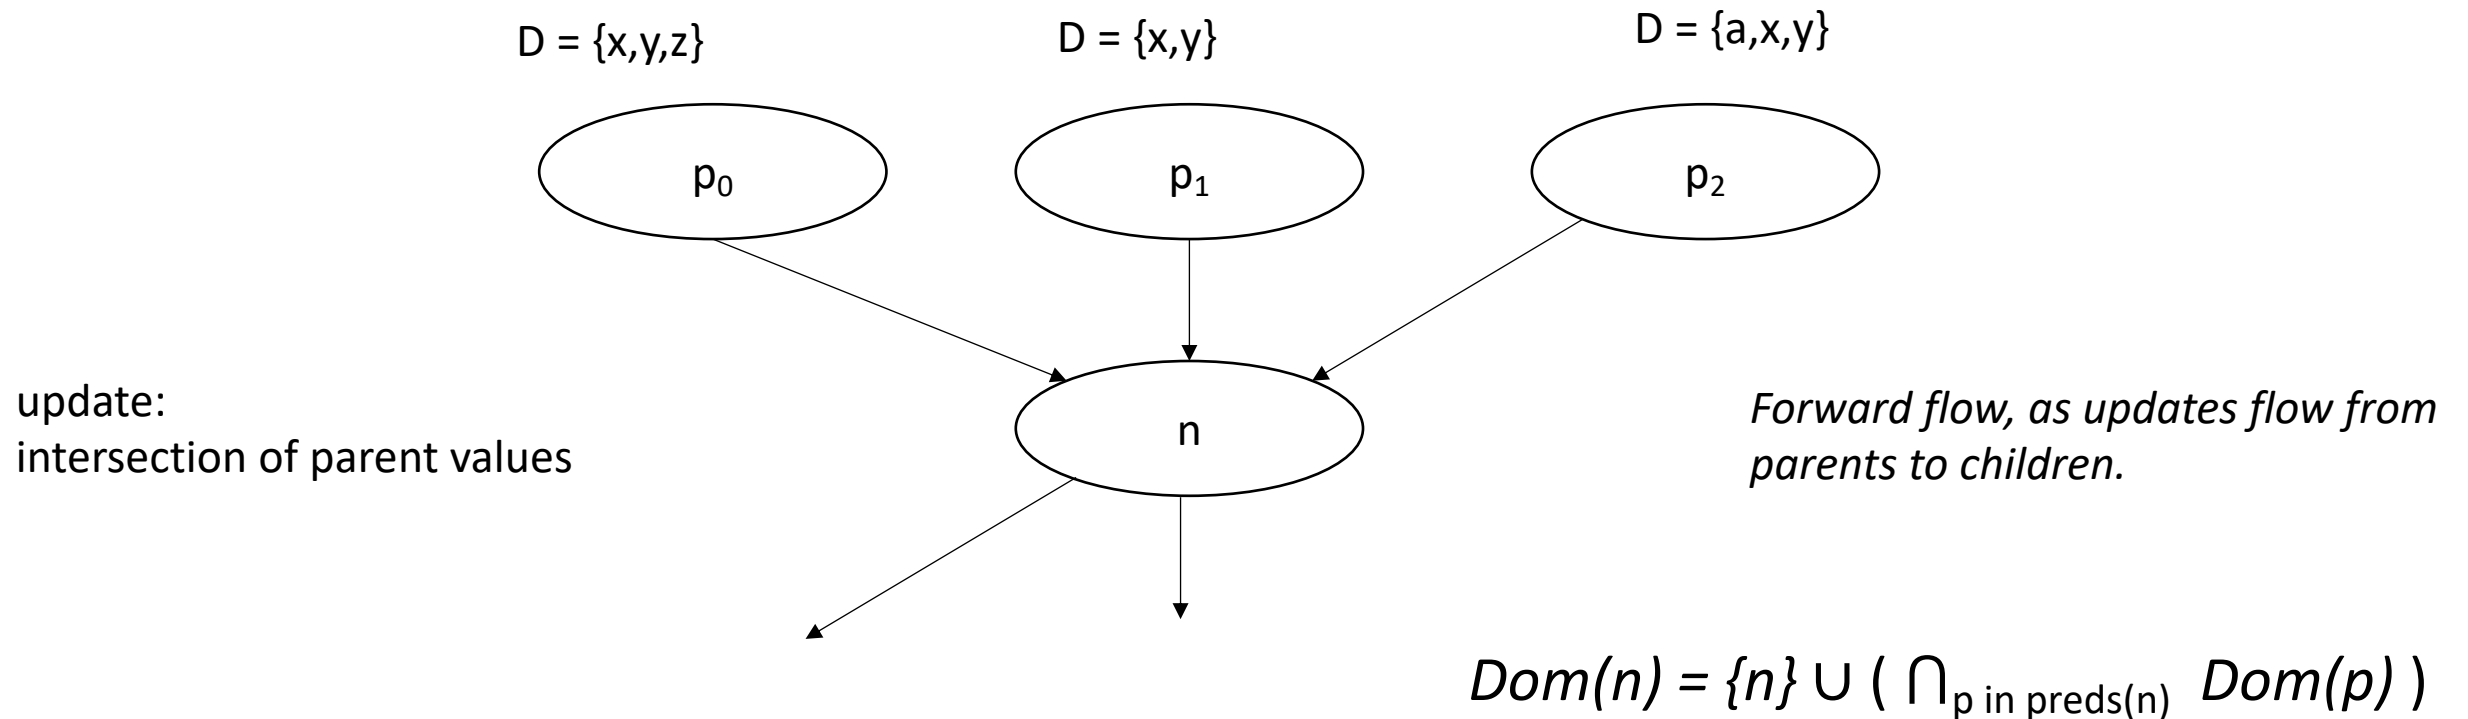 D = {x,y,z}
D = {x,y}
D = {a,x,y}
p₀
p₁
p₂
n
update:
intersection of parent values
Forward flow, as updates flow from
parents to children.
Dom(n) = {n} ∪ ( ⋂ₚ ᵢₙ ₚᵣₑdₛ₍ₙ₎ Dom(p) )